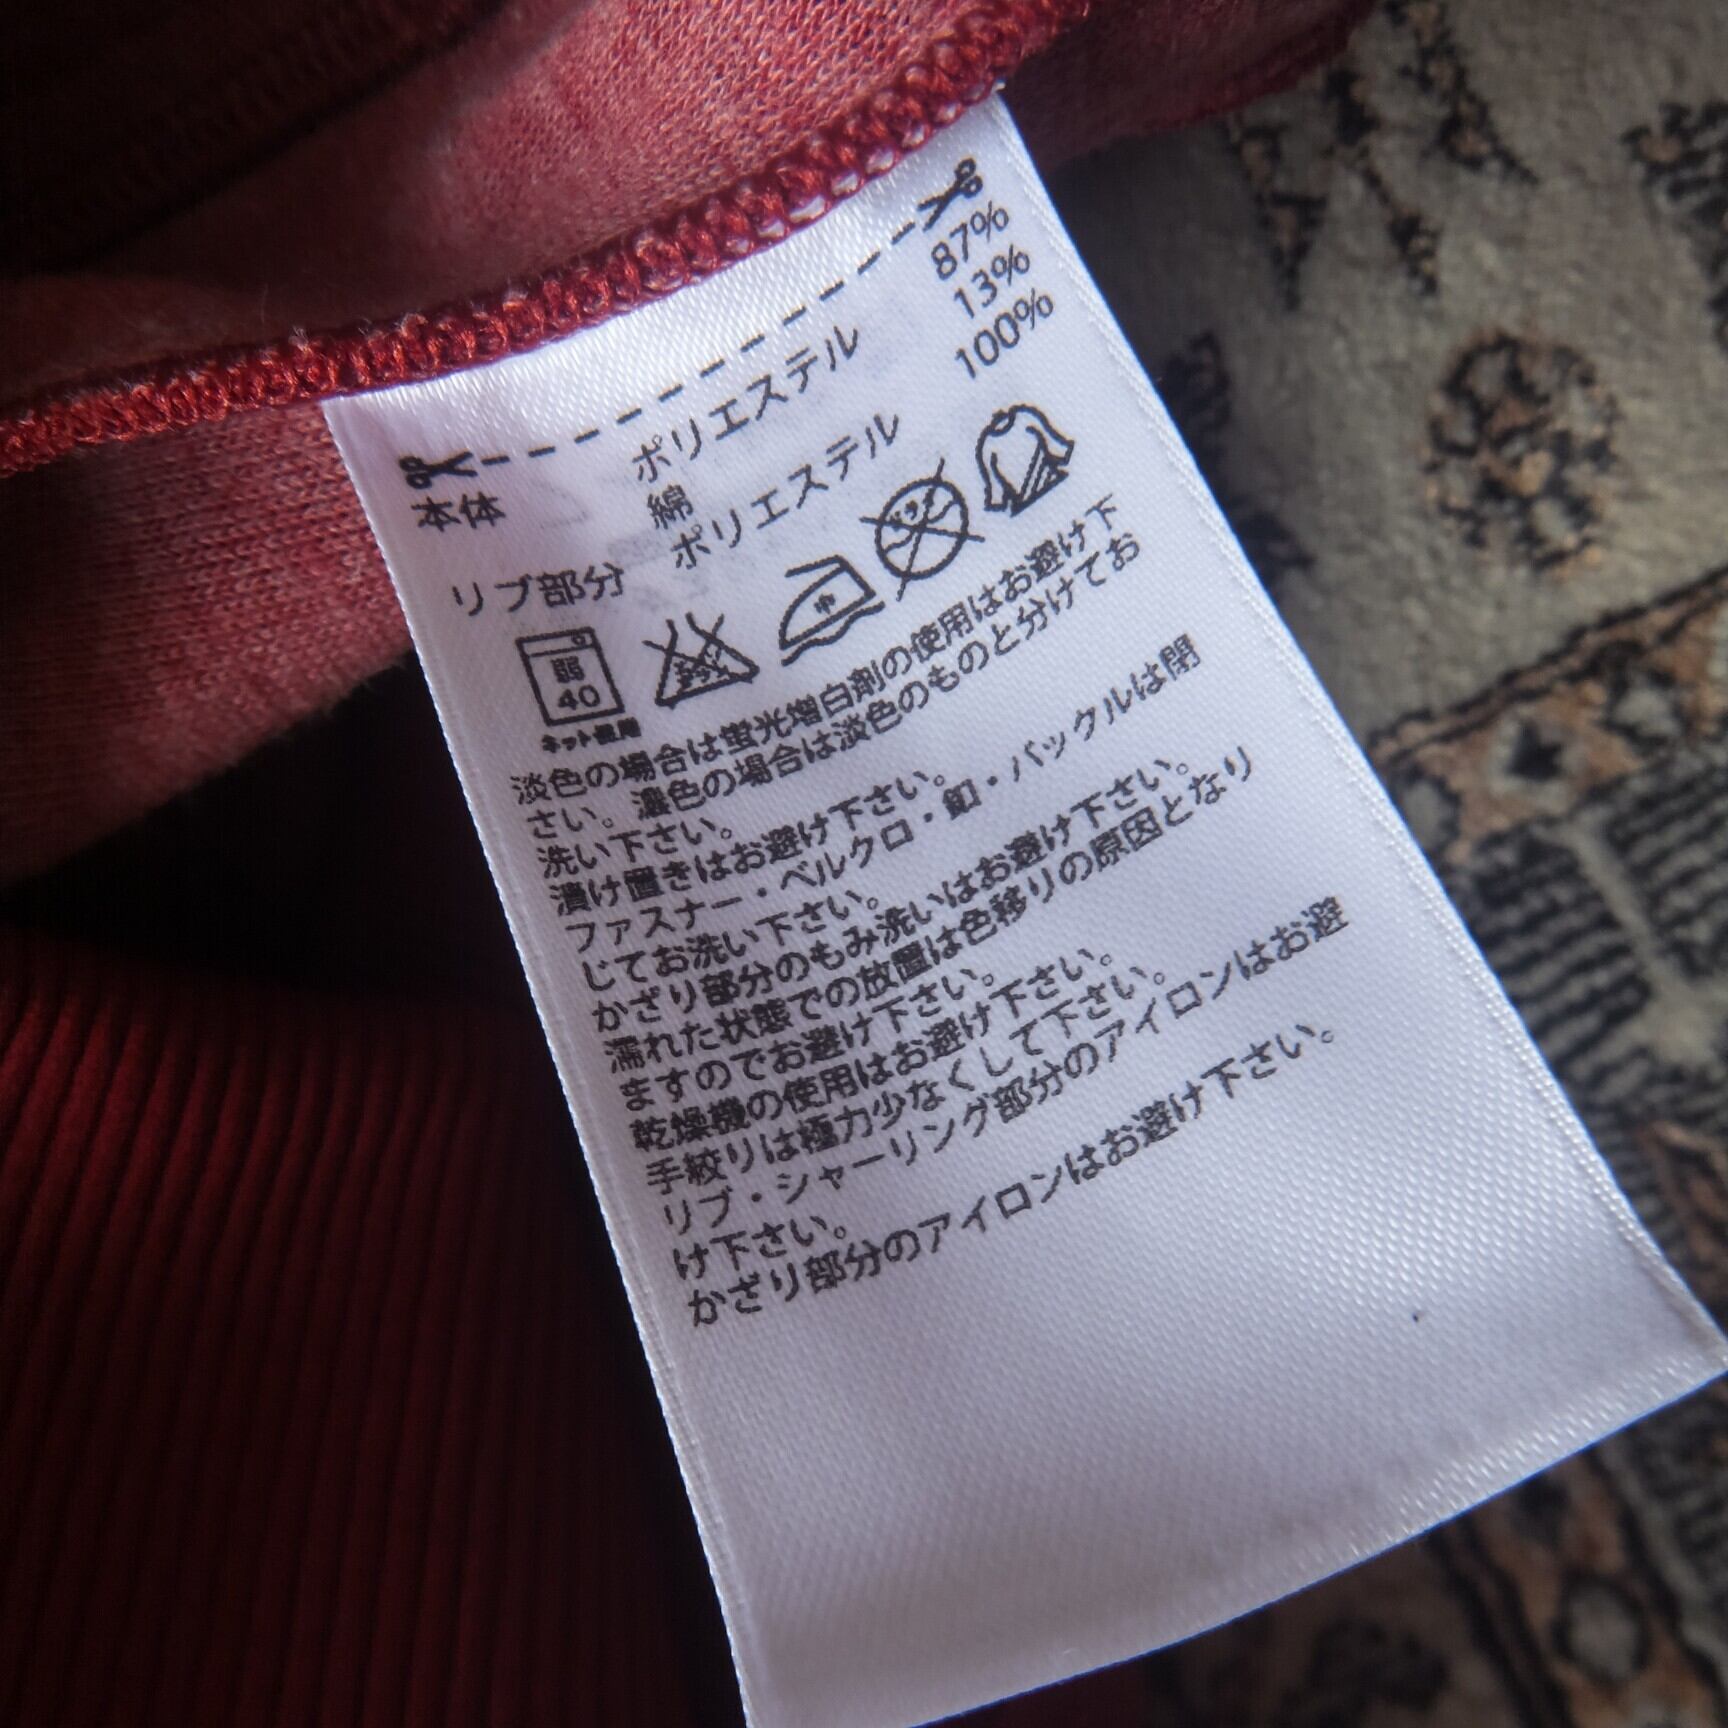 本体 ポリエステル 87%
綿 13%
リブ部分 ポリエステル 100%
弱
40
中
ドライ
ネット使用
淡色の場合は蛍光増白剤の使用はお避け下
さい。濃色の場合は淡色のものと分けてお
洗い下さい。
漬け置きはお避け下さい。
ファスナー・ベルクロ・釦・バックルは閉
じてお洗い下さい。
かざり部分のもみ洗いはお避け下さい。
濡れた状態での放置は色移りの原因となり
ますのでお避け下さい。
乾燥機の使用はお避け下さい。
手絞りは極力少なくして下さい。
リブ・シャーリング部分のアイロンはお避
け下さい。
かざり部分のアイロンはお避け下さい。